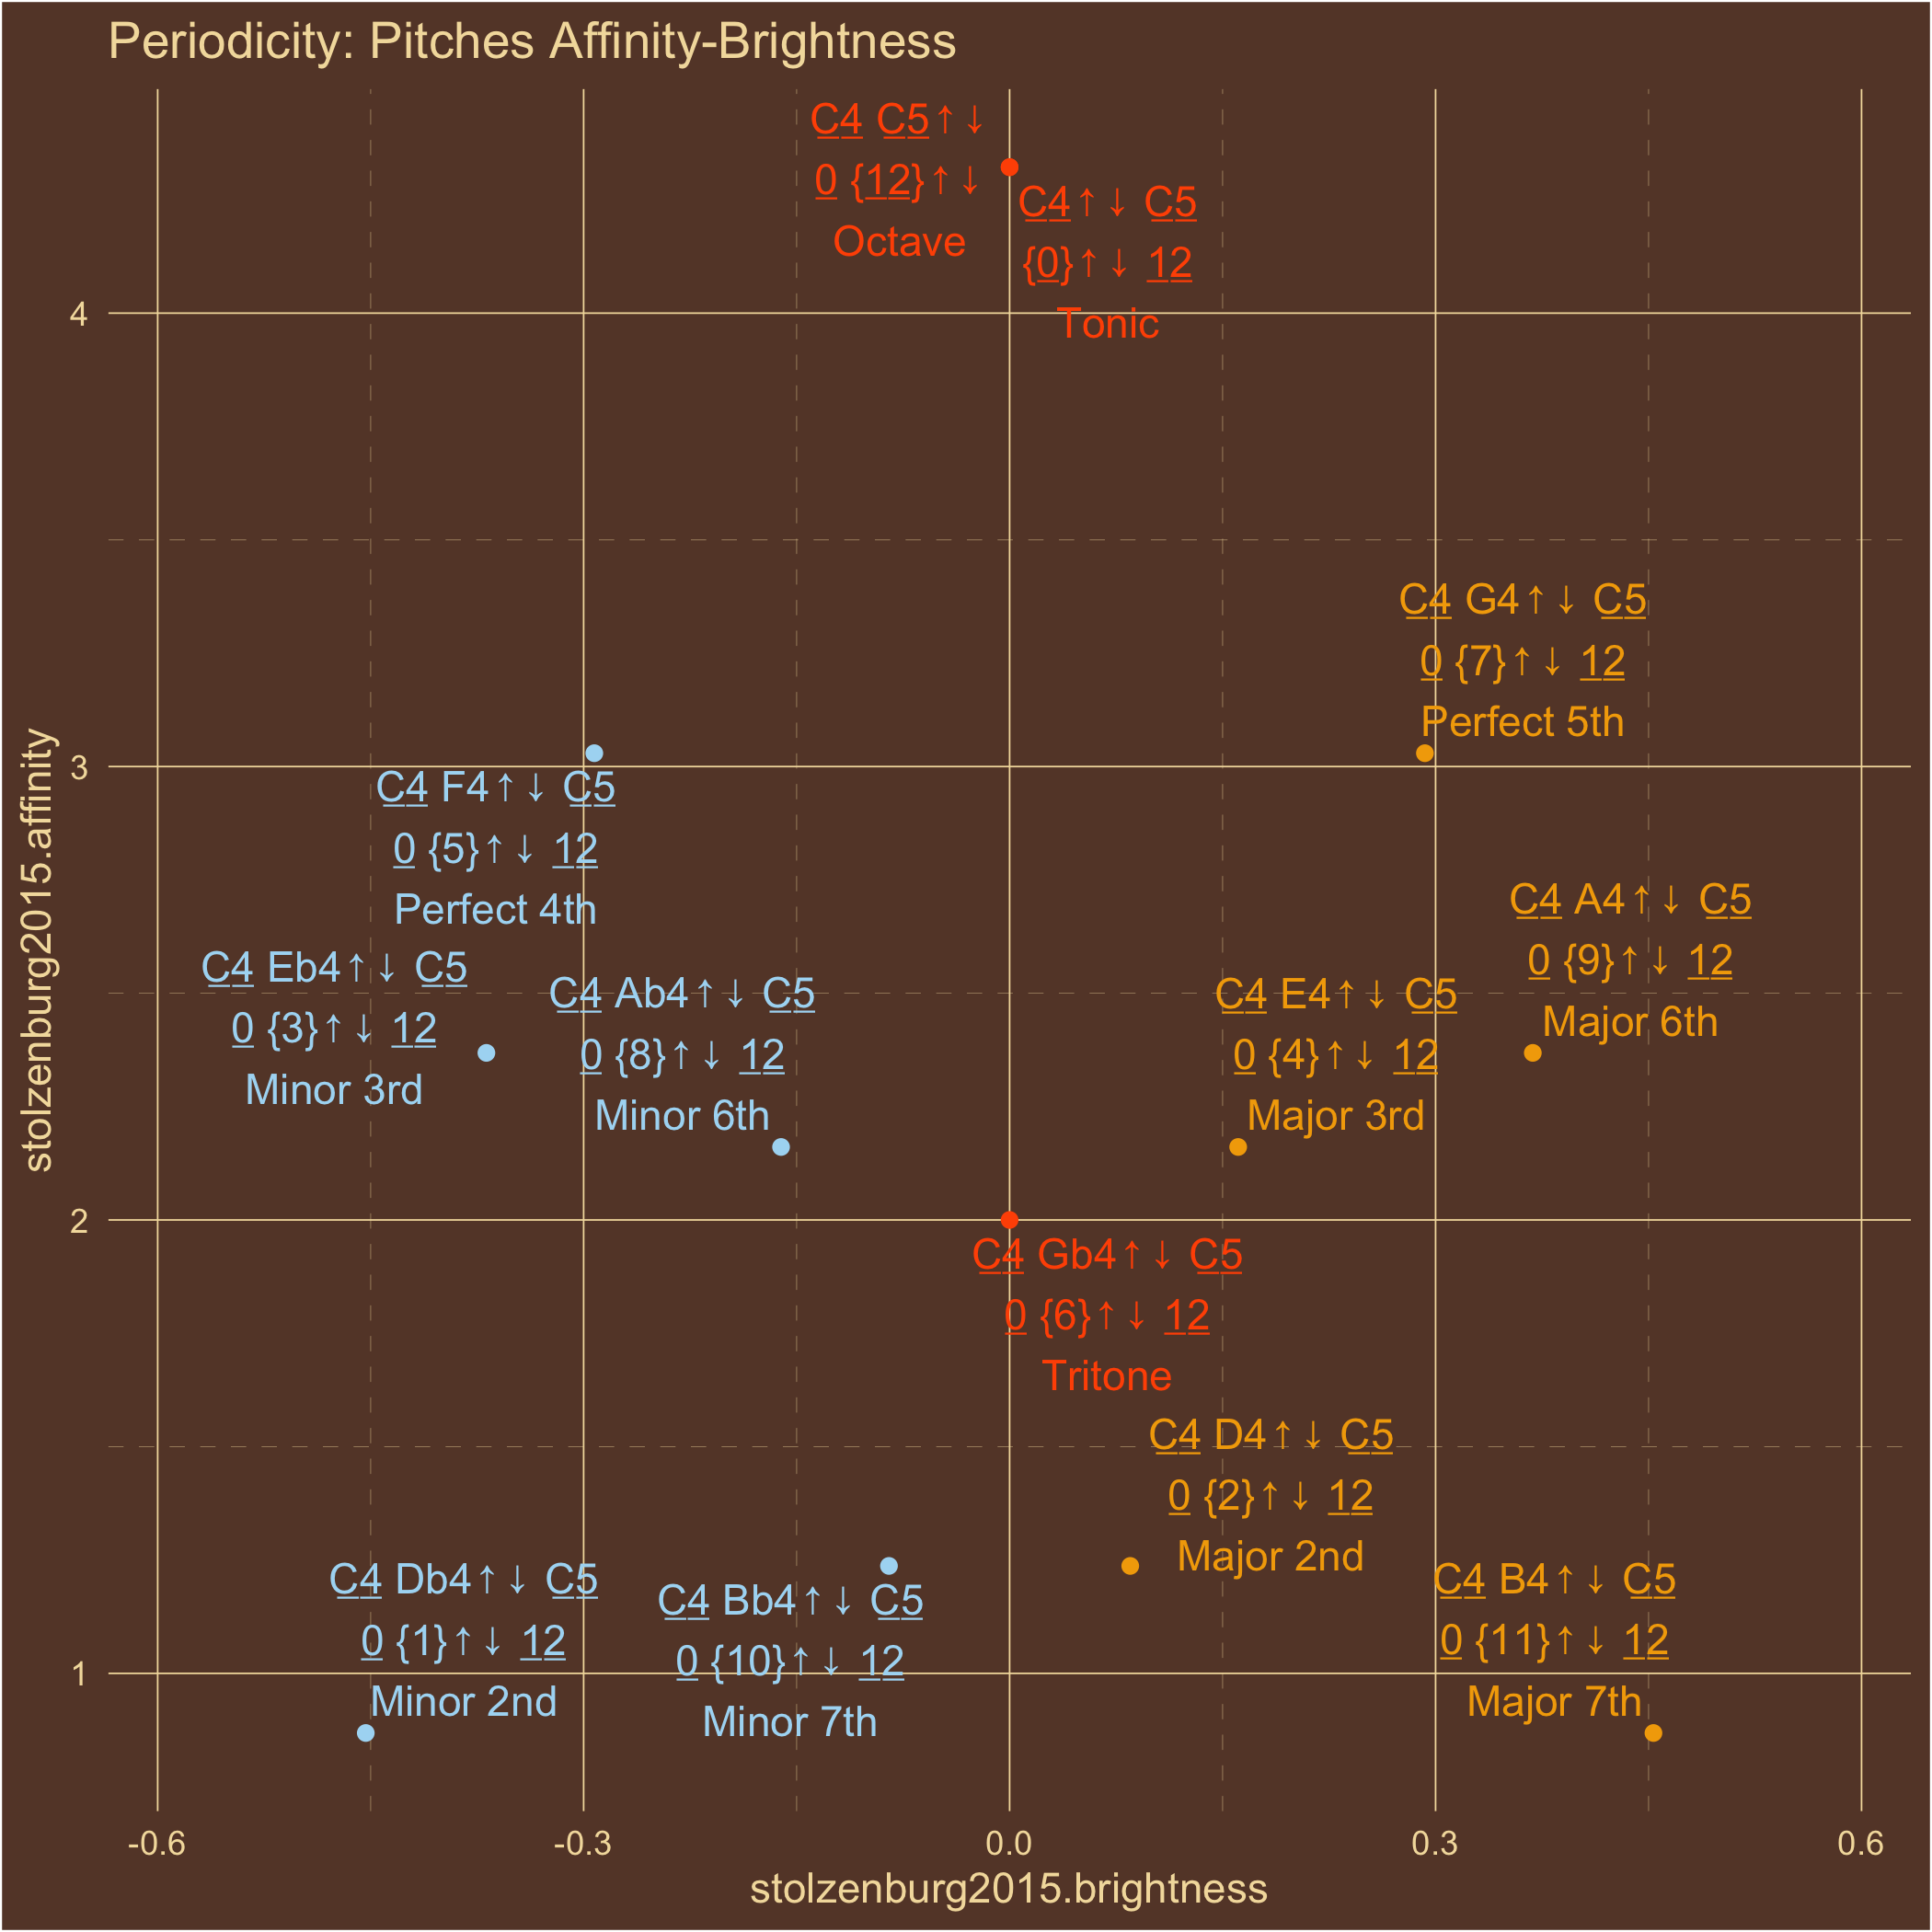 Periodicity: Pitches Affinity-Brightness
C4 C5↑↓
0 {12}↑↓
Octave
C4↑↓ C5
{0}↑↓ 12
Tonic
4
C4 G4↑↓ C5
0 {7}↑↓ 12
Perfect 5th
3
C4 F4↑↓ C5
0 {5}↑↓ 12
Perfect 4th
C4 A4↑↓ C5
0 {9}↑↓ 12
Major 6th
C4 Eb4↑↓ C5
0 {3}↑↓ 12
Minor 3rd
C4 Ab4↑↓ C5
0 {8}↑↓ 12
Minor 6th
C4 E4↑↓ C5
0 {4}↑↓ 12
Major 3rd
stolzenburg2015.affinity
2
C4 Gb4↑↓ C5
0 {6}↑↓ 12
Tritone
C4 D4↑↓ C5
0 {2}↑↓ 12
Major 2nd
C4 Db4↑↓ C5
0 {1}↑↓ 12
Minor 2nd
C4 Bb4↑↓ C5
0 {10}↑↓ 12
Minor 7th
C4 B4↑↓ C5
0 {11}↑↓ 12
Major 7th
1
-0.6 -0.3 0.0 0.3 0.6
stolzenburg2015.brightness